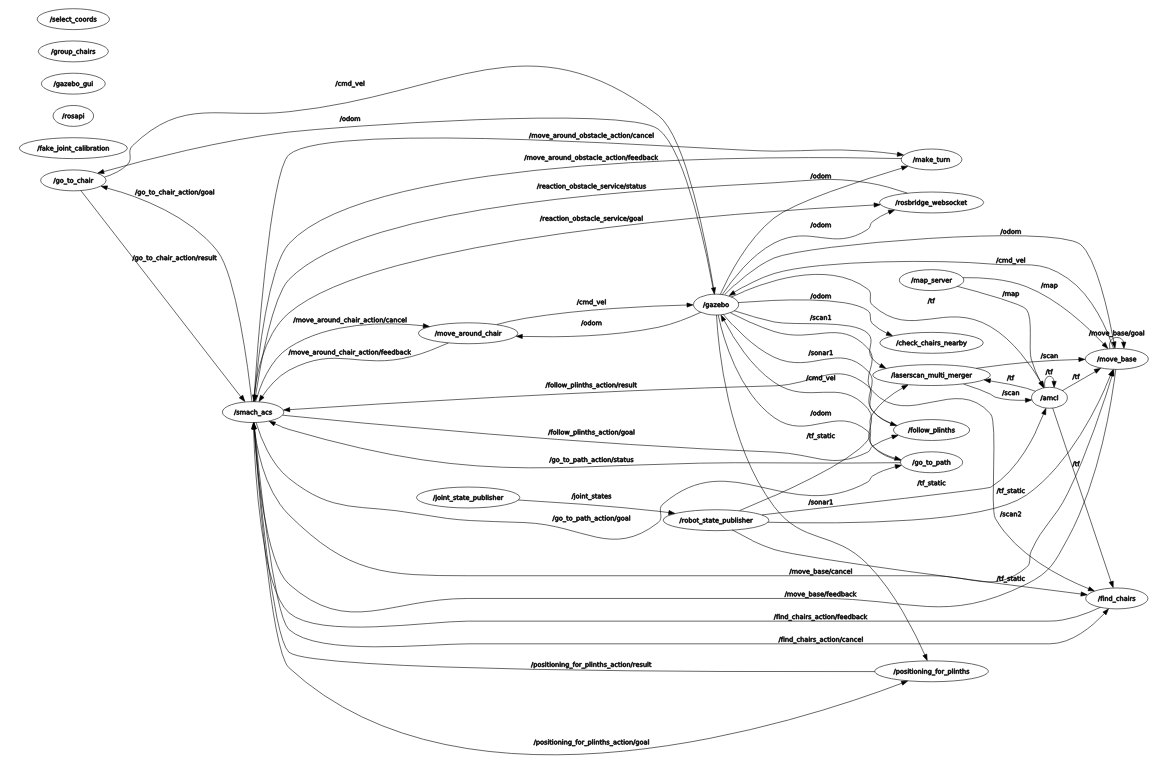 /select_coords
/group_chairs
/gazebo_gui
/rosapi
/fake_joint_calibration
/go_to_chair
/cmd_vel
/odom
/go_to_chair_action/goal
/go_to_chair_action/result
/move_around_obstacle_action/cancel
/move_around_obstacle_action/feedback
/reaction_obstacle_service/status
/reaction_obstacle_service/goal
/make_turn
/odom
/rosbridge_websocket
/odom
/odom
/cmd_vel
/map_server
/map
/map
/tf
/gazebo
/cmd_vel
/odom
/move_around_chair_action/cancel
/move_around_chair
/move_around_chair_action/feedback
/odom
/scan1
/check_chairs_nearby
/move_base/goal
/move_base
/sonar1
/scan
/laserscan_multi_merger
/tf
/tf
/tf
/scan
/amcl
/cmd_vel
/follow_plinths_action/result
/smach_acs
/odom
/follow_plinths_action/goal
/tf_static
/follow_plinths
/go_to_path_action/status
/go_to_path
/tf
/joint_state_publisher
/joint_states
/sonar1
/tf_static
/tf_static
/go_to_path_action/goal
/robot_state_publisher
/scan2
/move_base/cancel
/tf_static
/move_base/feedback
/find_chairs
/find_chairs_action/feedback
/find_chairs_action/cancel
/positioning_for_plinths_action/result
/positioning_for_plinths
/positioning_for_plinths_action/goal